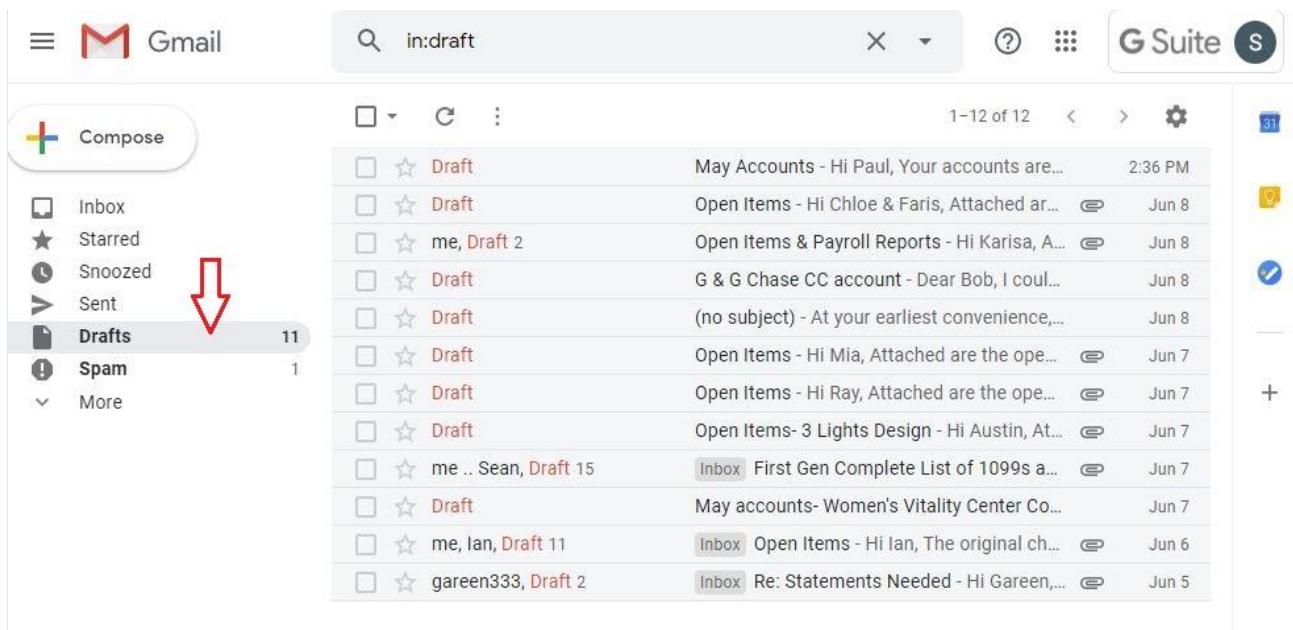 Gmail
in:draft
G Suite S
Compose
1–12 of 12
31
Inbox
Starred
Snoozed
Sent
Drafts 11
Spam 1
More
Draft May Accounts - Hi Paul, Your accounts are... 2:36 PM
Draft Open Items - Hi Chloe & Faris, Attached ar... Jun 8
me, Draft 2 Open Items & Payroll Reports - Hi Karisa, A... Jun 8
Draft G & G Chase CC account - Dear Bob, I coul... Jun 8
Draft (no subject) - At your earliest convenience,... Jun 8
Draft Open Items - Hi Mia, Attached are the ope... Jun 7
Draft Open Items - Hi Ray, Attached are the ope... Jun 7
Draft Open Items- 3 Lights Design - Hi Austin, At... Jun 7
me .. Sean, Draft 15 Inbox First Gen Complete List of 1099s a... Jun 7
Draft May accounts- Women's Vitality Center Co... Jun 7
me, Ian, Draft 11 Inbox Open Items - Hi Ian, The original ch... Jun 6
gareen333, Draft 2 Inbox Re: Statements Needed - Hi Gareen,... Jun 5